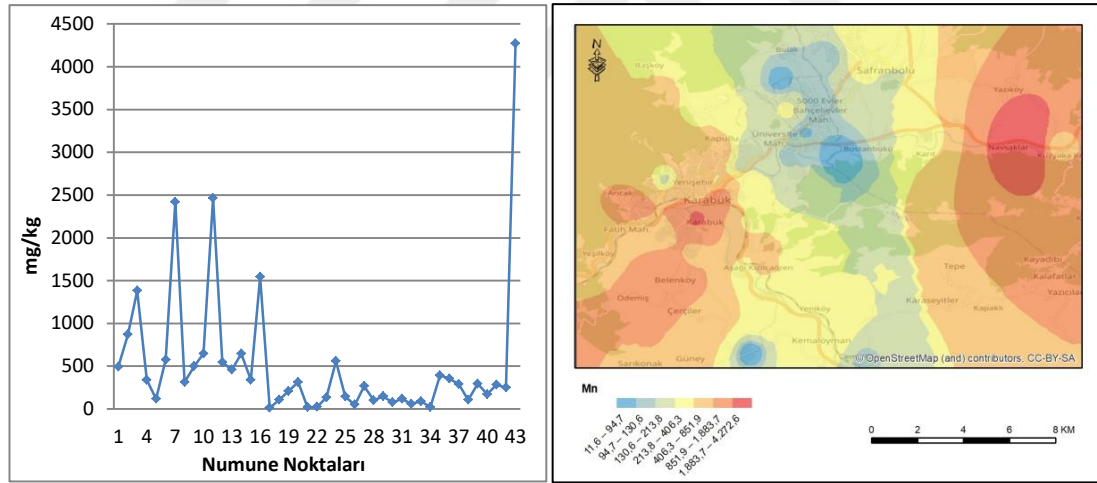 4500
4000
3500
3000
2500
2000
1500
1000
500
0
mg/kg
1 4 7 10 13 16 19 22 25 28 31 34 37 40 43
Numune Noktaları
N
Bulak
Safranbolu
Başköy
Yazıköy
5000 Evler
Bahçelievler
Mah.
Kapullu
Üniversite
Mah.
Bostanbükü
Karıt
Navsaklar
Yenişehir
Karabük
Karabük
Fatih Mah.
Yeşilköy
Belenköy
Aşağı Kızılcaören
Tepe
Kayadibi
Kalafatlar
Yazıcıla
Ödemiş
Çerçiler
Yeniköy
Karaseyitler
Kapaklı
Kemaloyman
Güney
Sarıkonak
© OpenStreetMap (and) contributors, CC-BY-SA
Mn
11,6 – 94,7
94,7 – 130,6
130,6 – 213,8
213,8 – 406,3
406,3 – 851,9
851,9 – 1.883,7
1.883,7 – 4.272,6
0 2 4 8 KM